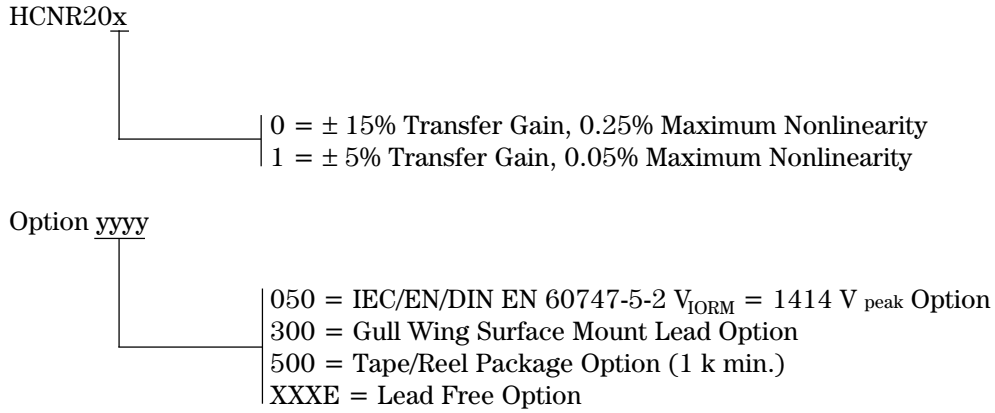 HCNR20x
0 = ± 15% Transfer Gain, 0.25% Maximum Nonlinearity
1 = ± 5% Transfer Gain, 0.05% Maximum Nonlinearity
Option yyyy
050 = IEC/EN/DIN EN 60747-5-2 VIORM = 1414 V peak Option
300 = Gull Wing Surface Mount Lead Option
500 = Tape/Reel Package Option (1 k min.)
XXXE = Lead Free Option